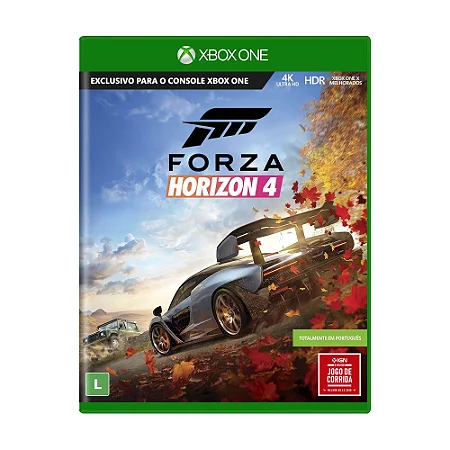 XBOX ONE
EXCLUSIVO PARA O CONSOLE XBOX ONE
4K
ULTRA HD
HDR
XBOX ONE X
MELHORADOS
FORZA
HORIZON 4
TOTALMENTE EM PORTUGUÊS
IGN
JOGO DE
CORRIDA
L